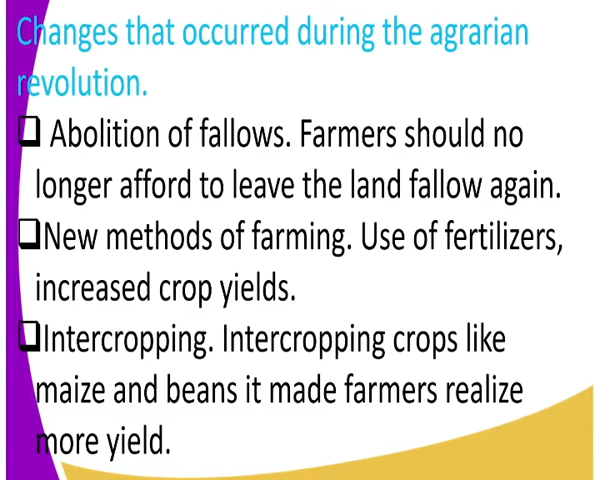 Changes that occurred during the agrarian
revolution.
❑ Abolition of fallows. Farmers should no
longer afford to leave the land fallow again.
❑New methods of farming. Use of fertilizers,
increased crop yields.
❑Intercropping. Intercropping crops like
maize and beans it made farmers realize
more yield.